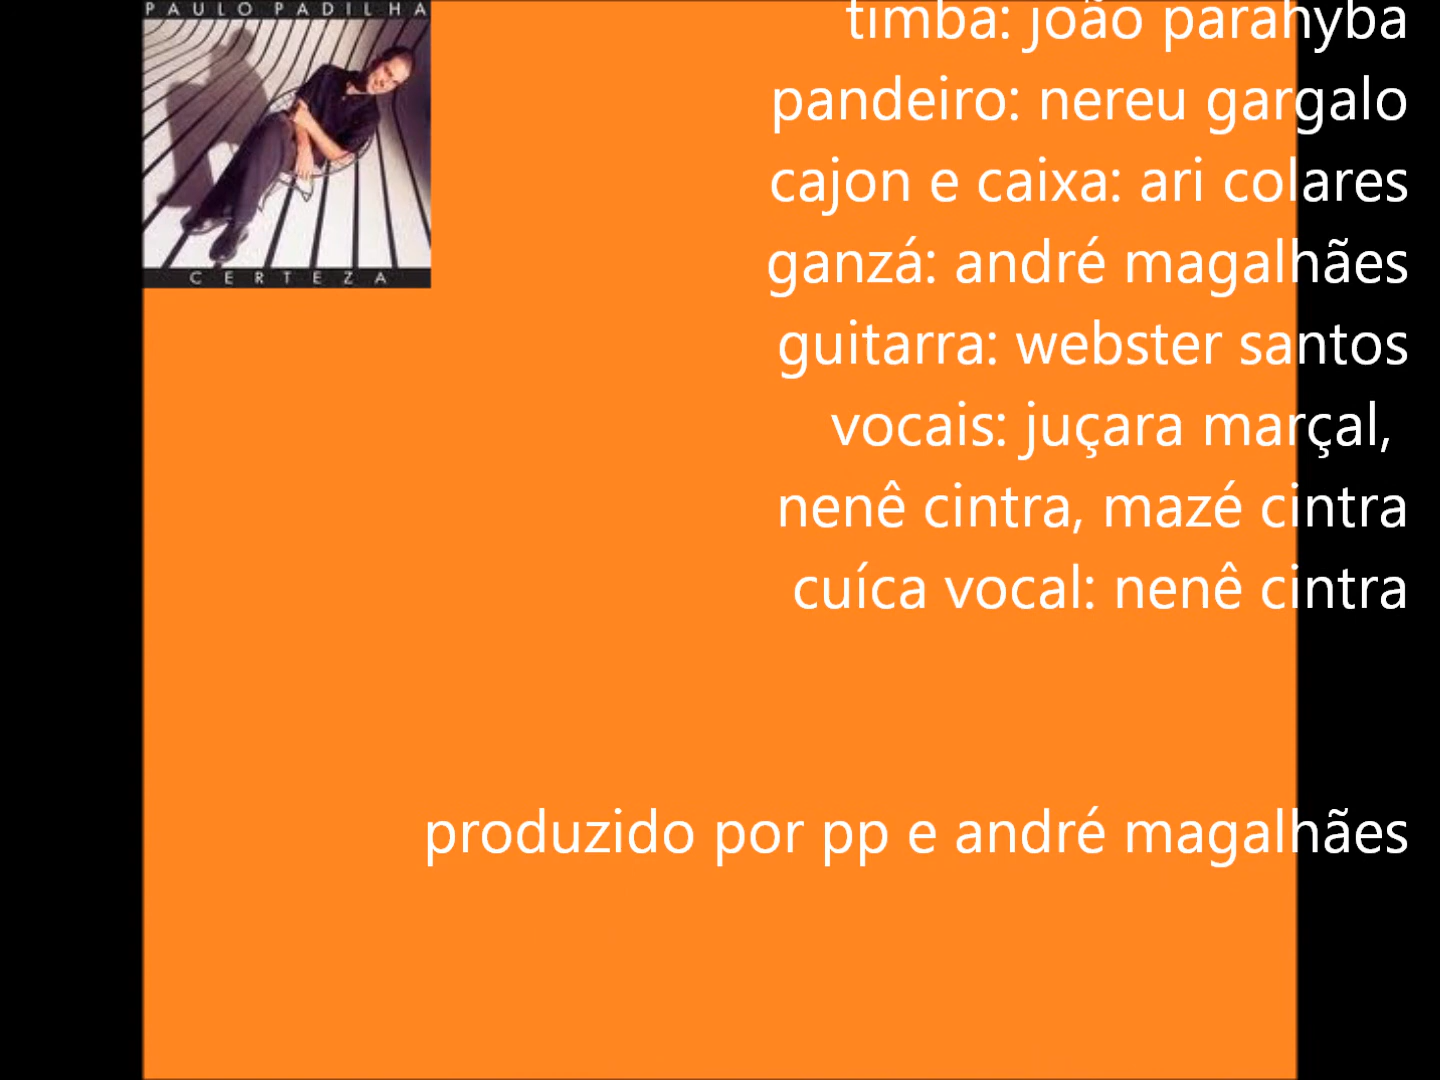 PAULO PADILHA
CERTEZA
timba: joão parahyba
pandeiro: nereu gargalo
cajon e caixa: ari colares
ganzá: andré magalhães
guitarra: webster santos
vocais: juçara marçal,
nenê cintra, mazé cintra
cuíca vocal: nenê cintra
produzido por pp e andré magalhães